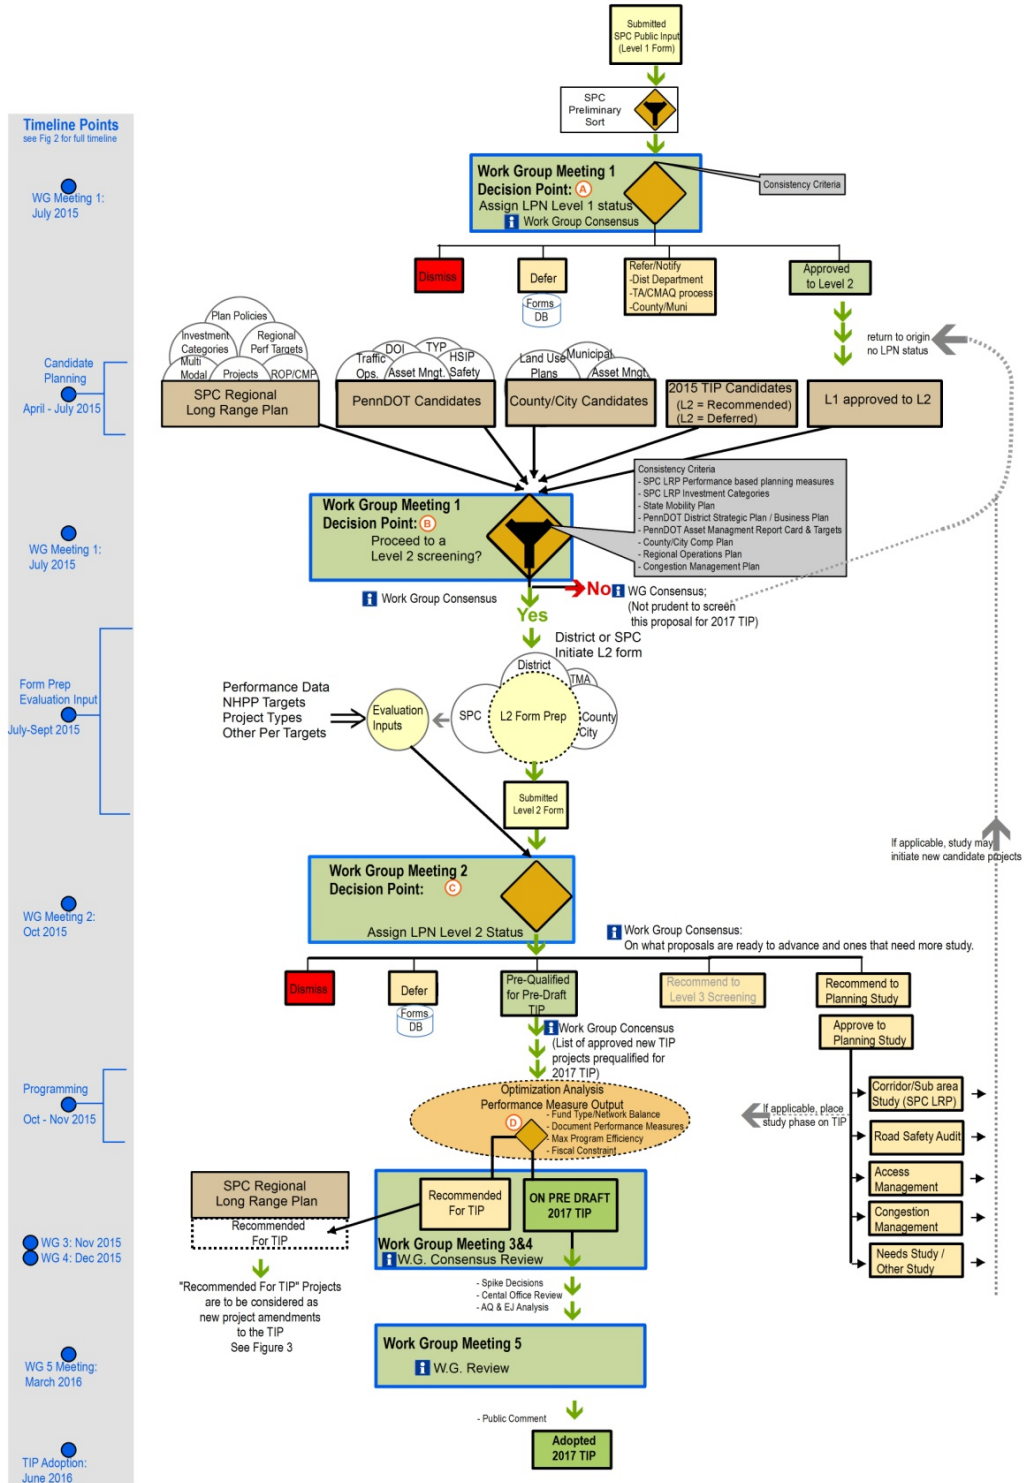 Submitted
SPC Public Input
(Level 1 Form)
SPC
Preliminary
Sort
Timeline Points
see Fig 2 for full timeline
WG Meeting 1:
July 2015
Work Group Meeting 1
Decision Point: A
Assign LPN Level 1 status
i Work Group Consensus
Consistency Criteria
Dismiss
Defer
Forms
DB
Refer/Notify
-Dist Department
-TA/CMAQ process
-County/Muni
Approved
to Level 2
return to origin
no LPN status
Candidate
Planning
April - July 2015
Plan Policies
Investment
Categories
Regional
Perf Targets
Multi
Modal
Projects
ROP/CMP
SPC Regional
Long Range Plan
Traffic
Ops.
DOI
TYP
Asset Mngt.
HSIP
Safety
PennDOT Candidates
Land Use
Plans
Municipal
Asset Mngt.
County/City Candidates
2015 TIP Candidates
(L2 = Recommended)
(L2 = Deferred)
L1 approved to L2
WG Meeting 1:
July 2015
Work Group Meeting 1
Decision Point: B
Proceed to a
Level 2 screening?
i Work Group Consensus
Consistency Criteria
- SPC LRP Performance based planning measures
- SPC LRP Investment Categories
- State Mobility Plan
- PennDOT District Strategic Plan / Business Plan
- PennDOT Asset Managment Report Card & Targets
- County/City Comp Plan
- Regional Operations Plan
- Congestion Management Plan
No i WG Consensus;
(Not prudent to screen
this proposal for 2017 TIP)
Yes
District or SPC
Initiate L2 form
Form Prep
Evaluation Input
July-Sept 2015
Performance Data
NHPP Targets
Project Types
Other Per Targets
Evaluation
Inputs
SPC
District
TMA
County
City
L2 Form Prep
Submitted
Level 2 Form
If applicable, study may
initiate new candidate projects
WG Meeting 2:
Oct 2015
Work Group Meeting 2
Decision Point: C
Assign LPN Level 2 Status
i Work Group Consensus:
On what proposals are ready to advance and ones that need more study.
Dismiss
Defer
Forms
DB
Pre-Qualified
for Pre-Draft
TIP
Recommend to
Level 3 Screening
Recommend to
Planning Study
Approve to
Planning Study
i Work Group Concensus
(List of approved new TIP
projects prequalified for
2017 TIP)
Programming
Oct - Nov 2015
Optimization Analysis
Performance Measure Output
D
- Fund Type/Network Balance
- Document Performance Measures
- Max Program Efficiency
- Fiscal Constraint
If applicable, place
study phase on TIP
Corridor/Sub area
Study (SPC LRP)
Road Safety Audit
Access
Management
Congestion
Management
Needs Study /
Other Study
SPC Regional
Long Range Plan
Recommended
For TIP
Recommended
For TIP
ON PRE DRAFT
2017 TIP
Work Group Meeting 3&4
i W.G. Consensus Review
WG 3: Nov 2015
WG 4: Dec 2015
"Recommended For TIP" Projects
are to be considered as
new project amendments
to the TIP
See Figure 3
- Spike Decisions
- Cental Office Review
- AQ & EJ Analysis
WG 5 Meeting:
March 2016
Work Group Meeting 5
i W.G. Review
- Public Comment
Adopted
2017 TIP
TIP Adoption:
June 2016